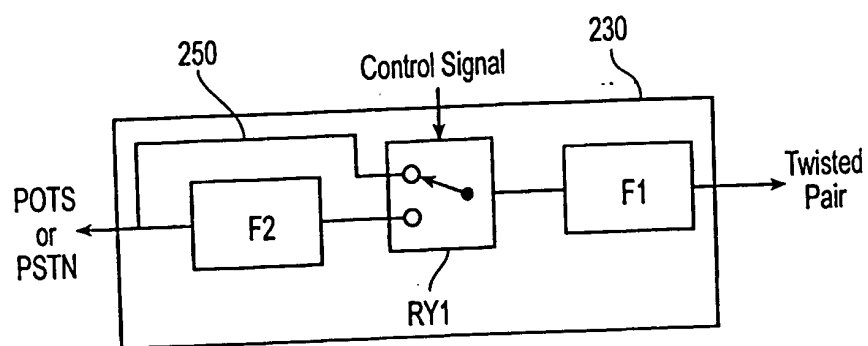 250
Control Signal
230
POTS
or
PSTN
F2
F1
Twisted
Pair
RY1